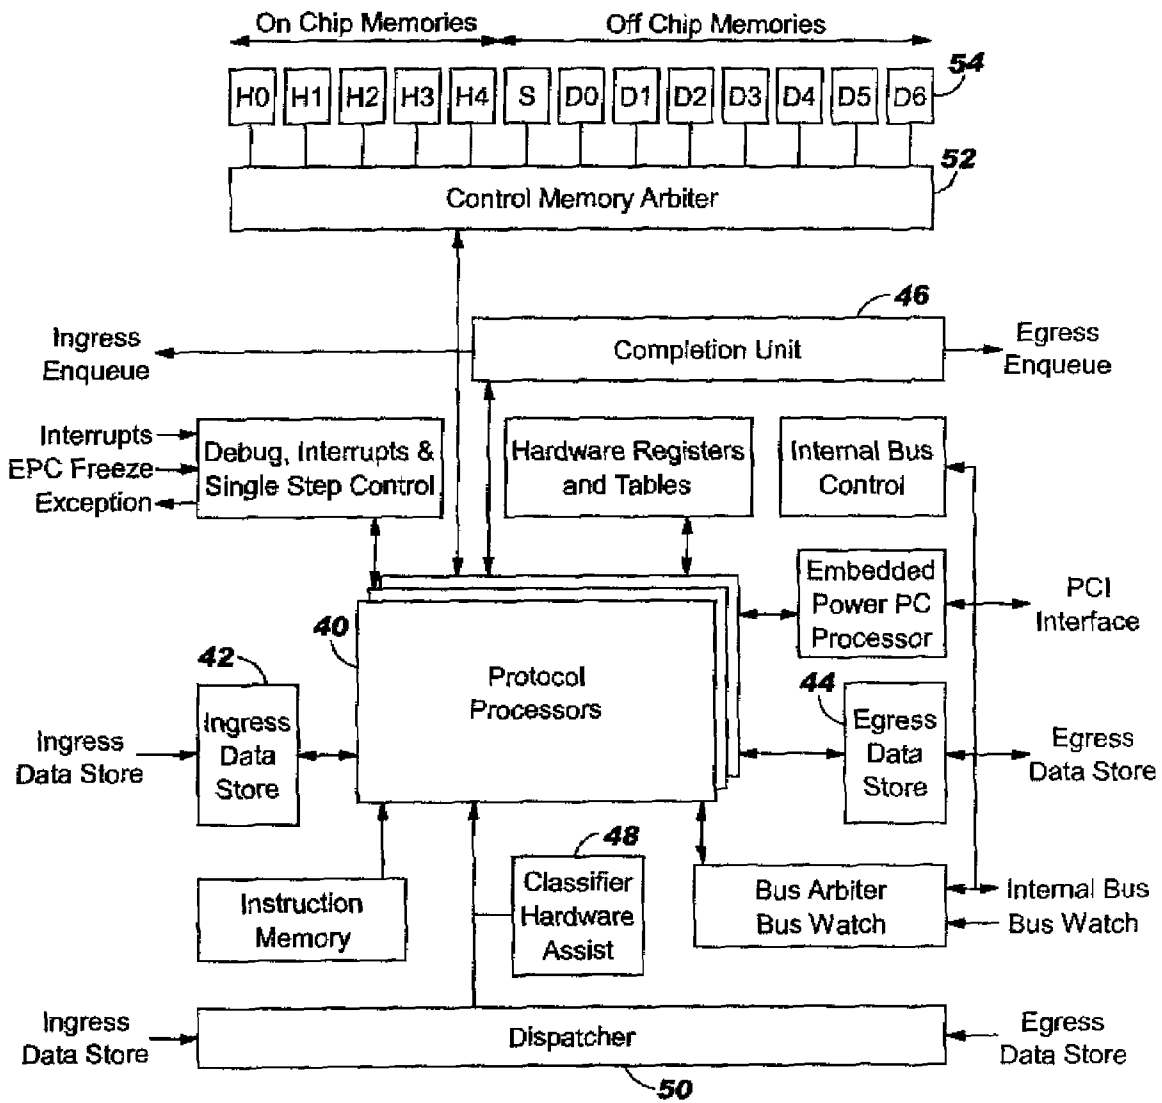 On Chip Memories
Off Chip Memories
54
H0 H1 H2 H3 H4 S D0 D1 D2 D3 D4 D5 D6
52
Control Memory Arbiter
46
Ingress
Enqueue
Completion Unit
Egress
Enqueue
Interrupts
EPC Freeze
Exception
Debug, Interrupts &
Single Step Control
Hardware Registers
and Tables
Internal Bus
Control
Embedded
Power PC
Processor
PCI
Interface
40
Protocol
Processors
42
Ingress
Data
Store
Ingress
Data Store
44
Egress
Data
Store
Egress
Data Store
Instruction
Memory
48
Classifier
Hardware
Assist
Bus Arbiter
Bus Watch
Internal Bus
Bus Watch
Ingress
Data Store
Dispatcher
Egress
Data Store
50